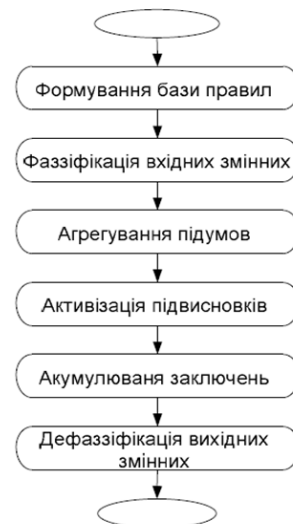 Формування бази правил
Фаззіфікація вхідних змінних
Агрегування підумов
Активізація підвисновків
Акумулюваня заключень
Дефаззіфікація вихідних
змінних